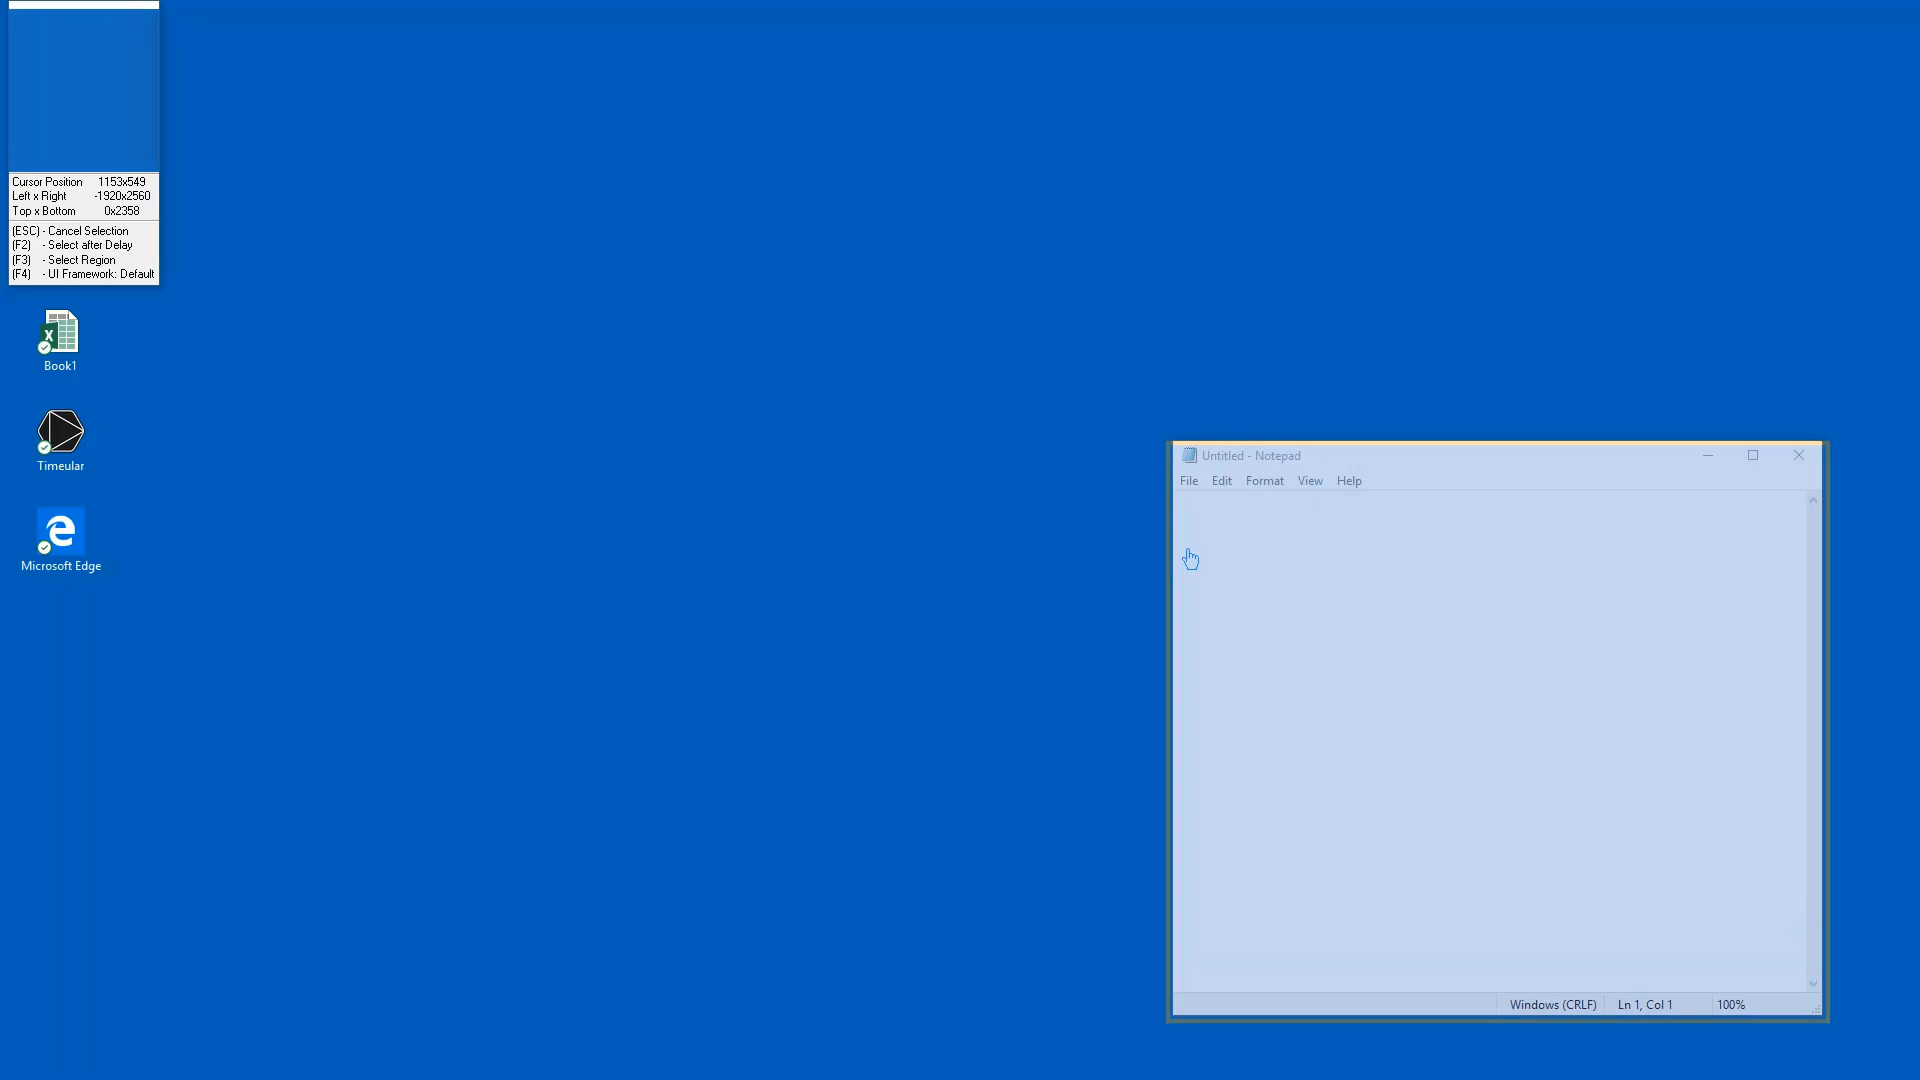 Cursor Position 1153x549
Left x Right -1920x2560
Top x Bottom 0x2358
(ESC) - Cancel Selection
(F2) - Select after Delay
(F3) - Select Region
(F4) - UI Framework: Default
Book1
Timeular
Microsoft Edge
Untitled - Notepad
File Edit Format View Help
Windows (CRLF) Ln 1, Col 1 100%